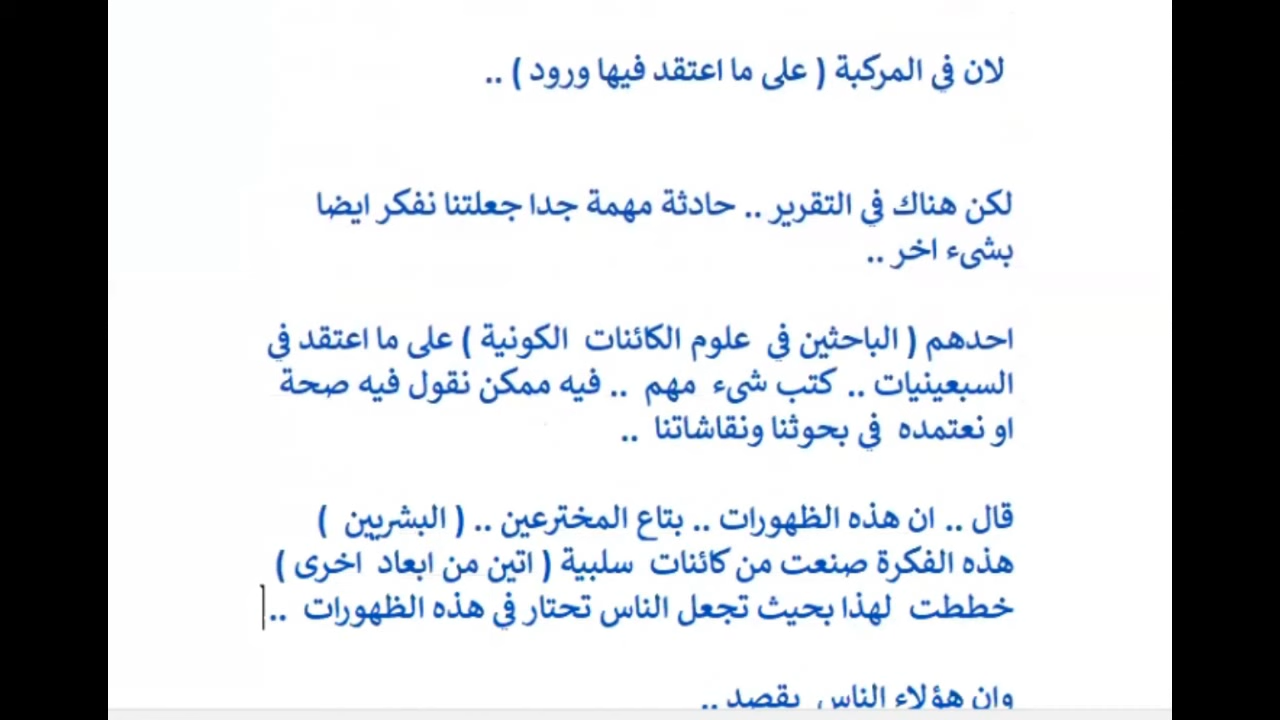 لان في المركبة ( على ما اعتقد فيها ورود ) ..
لكن هناك في التقرير .. حادثة مهمة جدا جعلتنا نفكر ايضا
بشىء اخر ..
احدهم ( الباحثين في علوم الكائنات الكونية ) على ما اعتقد في
السبعينيات .. كتب شىء مهم .. فيه ممكن نقول فيه صحة
او نعتمده في بحوثنا ونقاشاتنا ..
قال .. ان هذه الظهورات .. بتاع المخترعين .. ( البشريين )
هذه الفكرة صنعت من كائنات سلبية ( اتين من ابعاد اخرى )
خططت لهذا بحيث تجعل الناس تحتار في هذه الظهورات ..
وان هؤلاء الناس يقصد ..